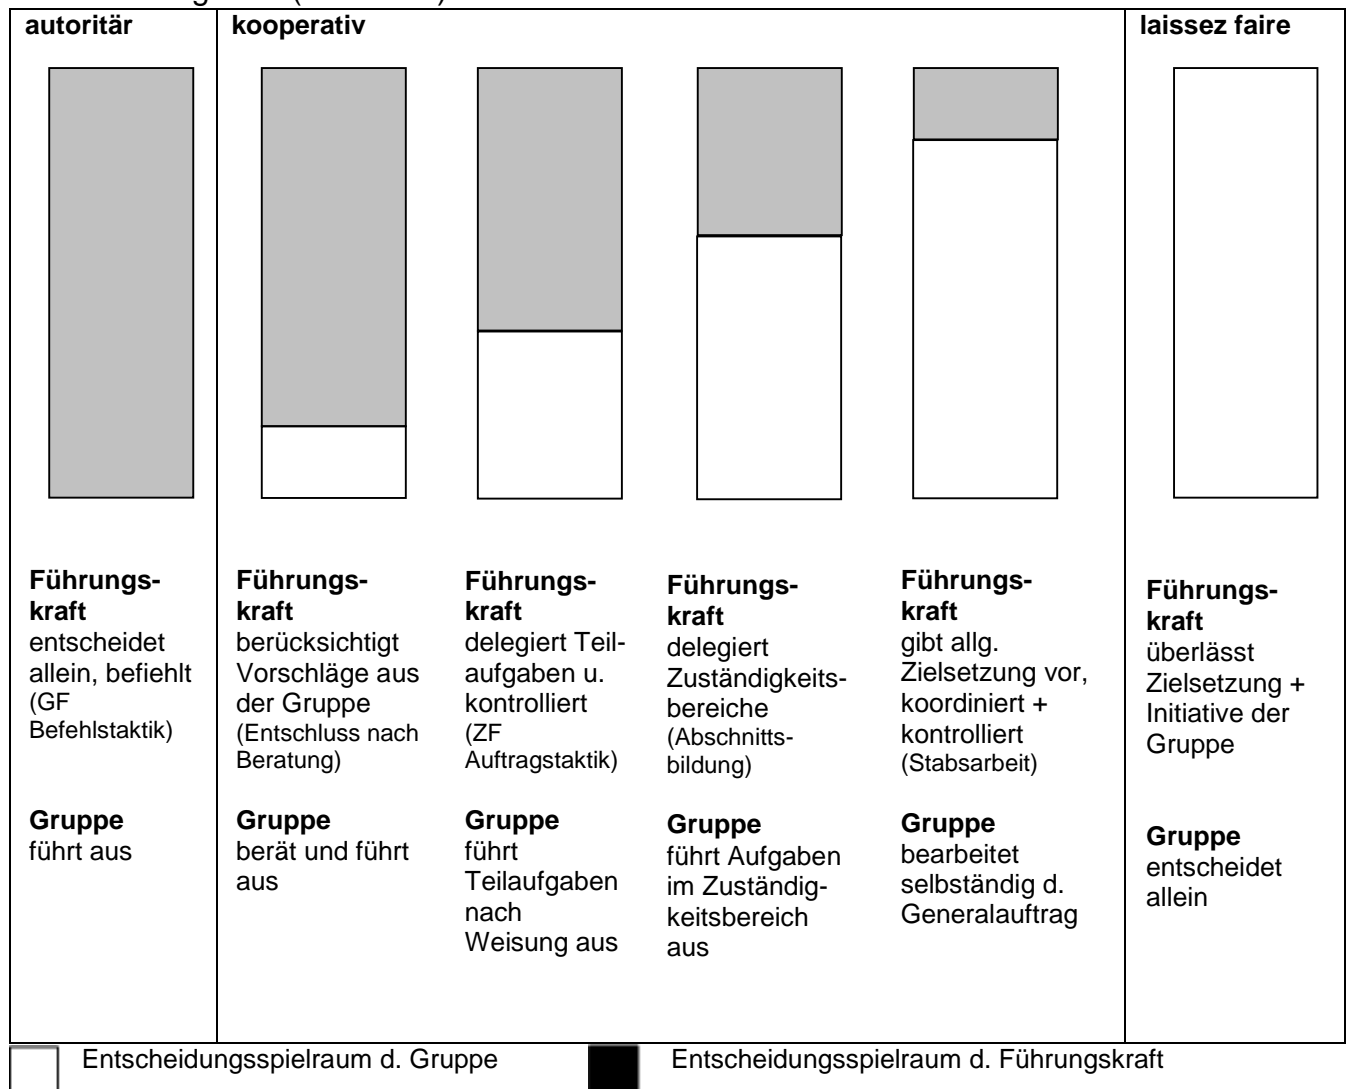 autoritär
kooperativ
laissez faire
Führungs-
kraft
entscheidet
allein, befiehlt
(GF
Befehlstaktik)
Gruppe
führt aus
Führungs-
kraft
berücksichtigt
Vorschläge aus
der Gruppe
(Entschluss nach
Beratung)
Gruppe
berät und führt
aus
Führungs-
kraft
delegiert Teil-
aufgaben u.
kontrolliert
(ZF
Auftragstaktik)
Gruppe
führt
Teilaufgaben
nach
Weisung aus
Führungs-
kraft
delegiert
Zuständigkeits-
bereiche
(Abschnitts-
bildung)
Gruppe
führt Aufgaben
im Zuständig-
keitsbereich
aus
Führungs-
kraft
gibt allg.
Zielsetzung vor,
koordiniert +
kontrolliert
(Stabsarbeit)
Gruppe
bearbeitet
selbständig d.
Generalauftrag
Führungs-
kraft
überlässt
Zielsetzung +
Initiative der
Gruppe
Gruppe
entscheidet
allein
Entscheidungsspielraum d. Gruppe
Entscheidungsspielraum d. Führungskraft